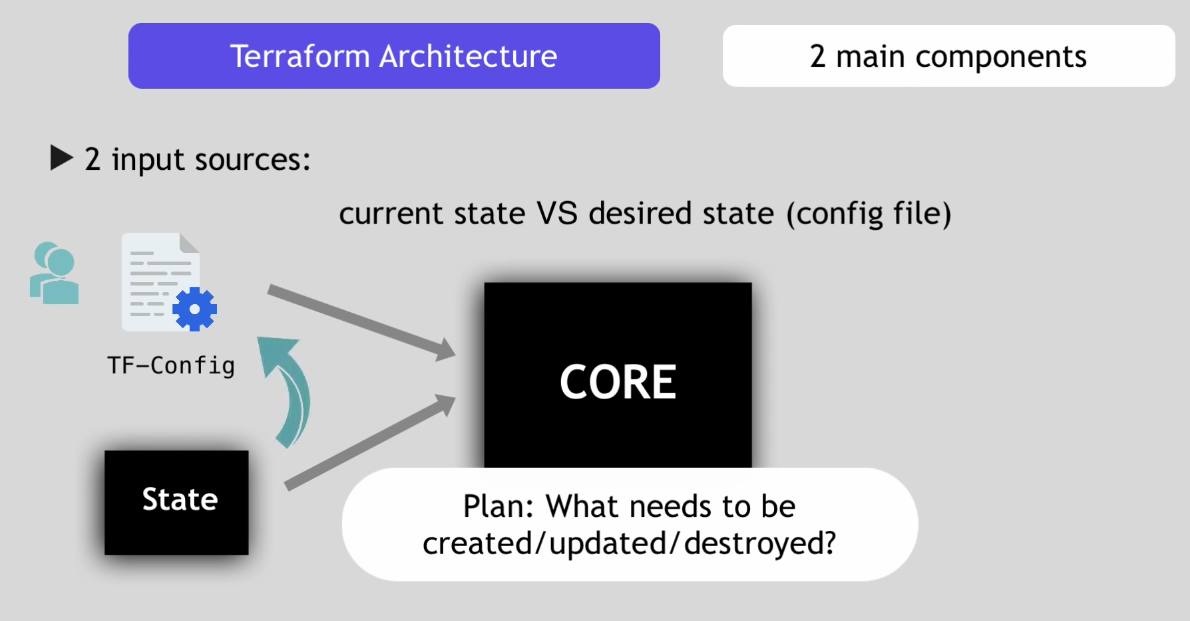 Terraform Architecture
2 main components
2 input sources:
current state VS desired state (config file)
TF-Config
CORE
State
Plan: What needs to be
created/updated/destroyed?